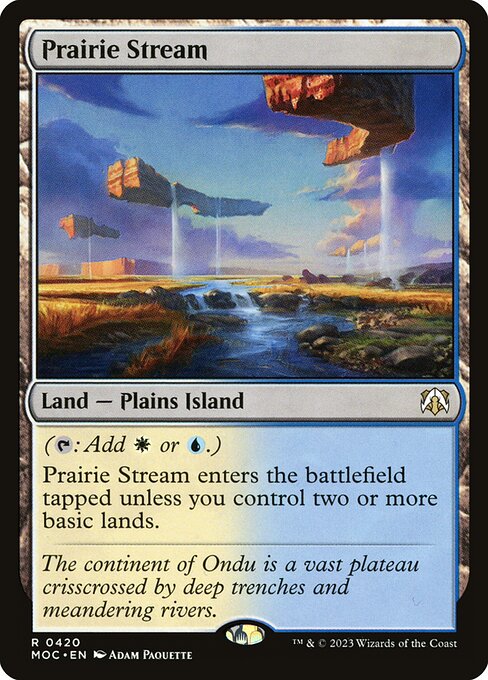 Prairie Stream
Land — Plains Island
(: Add or .)
Prairie Stream enters the battlefield
tapped unless you control two or more
basic lands.
The continent of Ondu is a vast plateau
crisscrossed by deep trenches and
meandering rivers.
R 0420
MOC • EN Adam Paquette
™ & © 2023 Wizards of the Coast